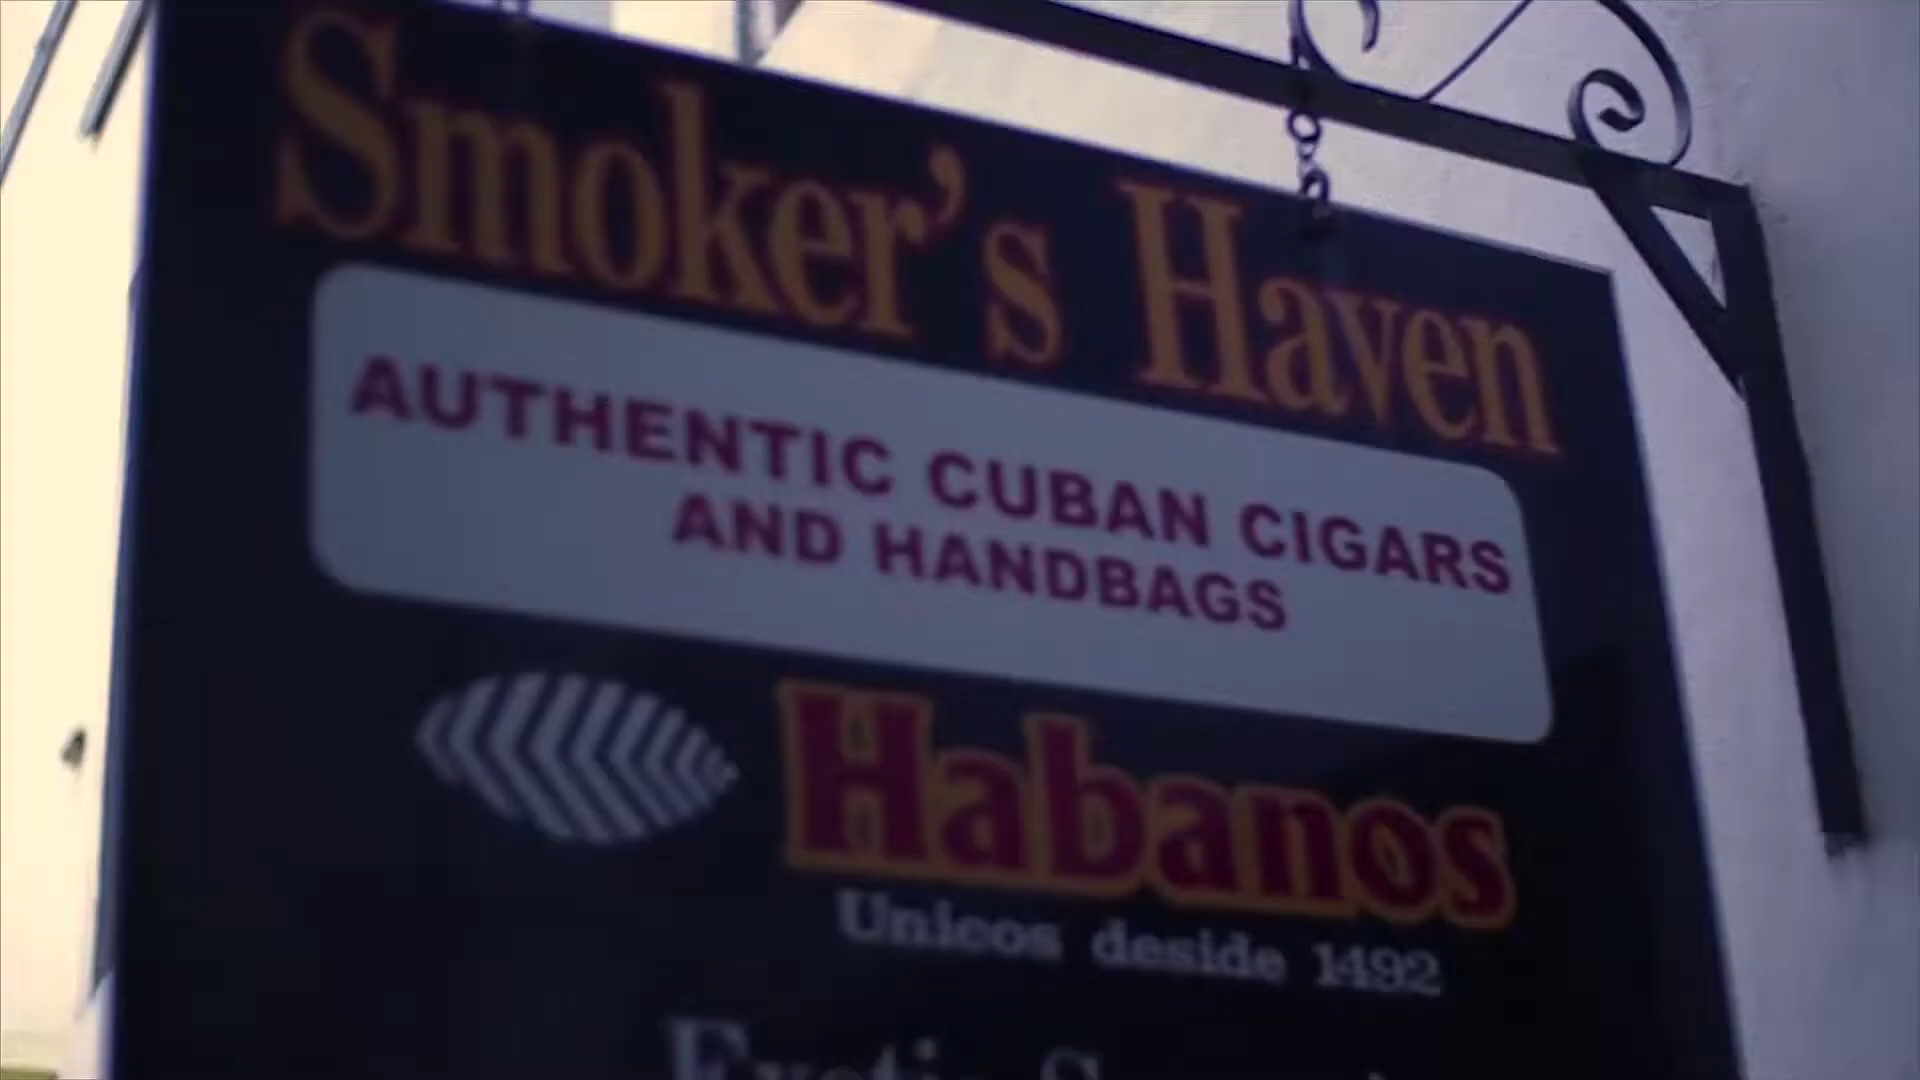 Smoker's Haven
AUTHENTIC CUBAN CIGARS
AND HANDBAGS
Habanos
Unicos deside 1492